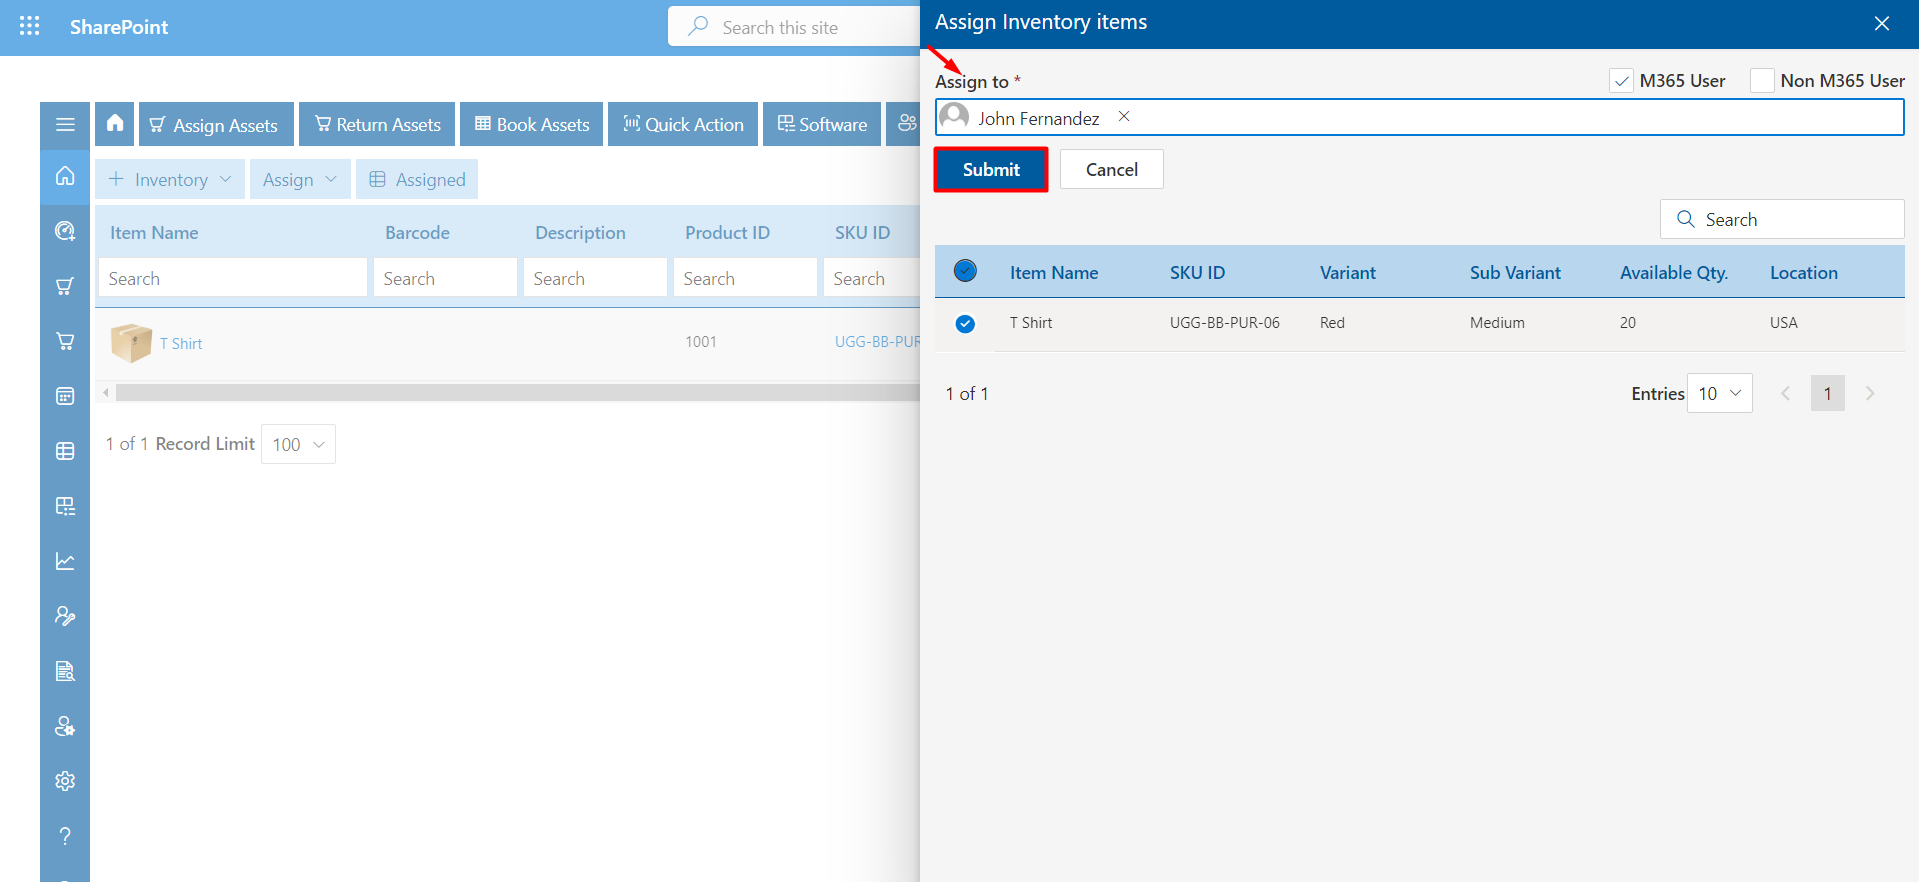 SharePoint
Search this site
Assign Assets
Return Assets
Book Assets
Quick Action
Software
Inventory
Assign
Assigned
Item Name Barcode Description Product ID SKU ID
Search Search Search Search Search
T Shirt 1001 UGG-BB-PUR
1 of 1 Record Limit 100
?
Assign Inventory items
Assign to *
M365 User
Non M365 User
John Fernandez
Submit
Cancel
Search
Item Name SKU ID Variant Sub Variant Available Qty. Location
T Shirt UGG-BB-PUR-06 Red Medium 20 USA
1 of 1
Entries 10
1